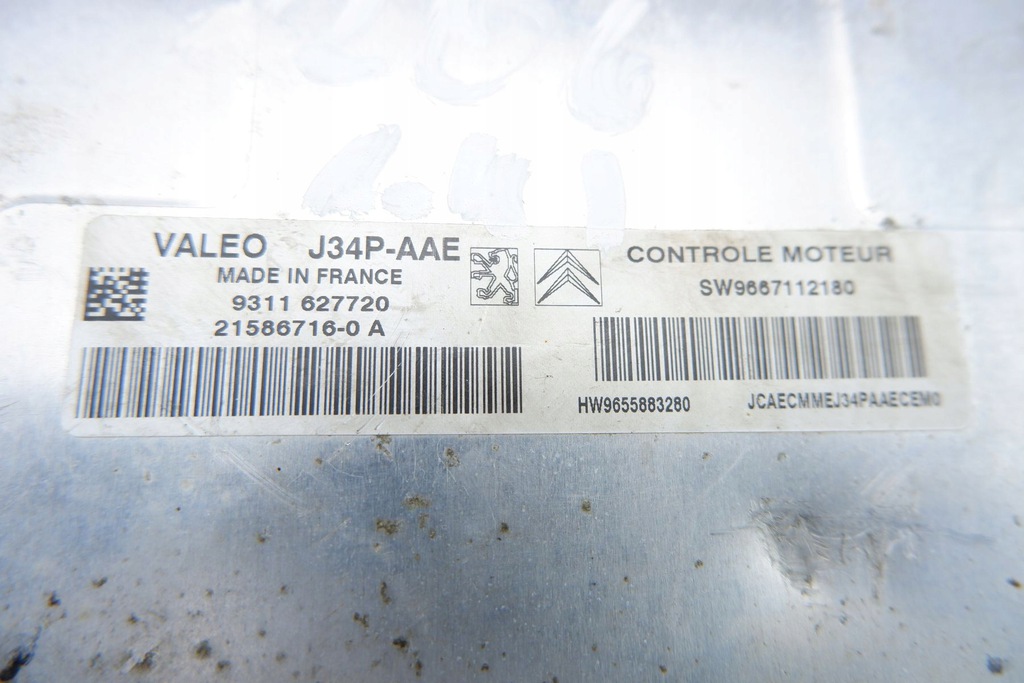 VALEO J34P-AAE
MADE IN FRANCE
9311 627720
21586716-0 A
CONTROLE MOTEUR
SW9667112180
HW9655883280
JCAECMMEJ34PAAECEM0